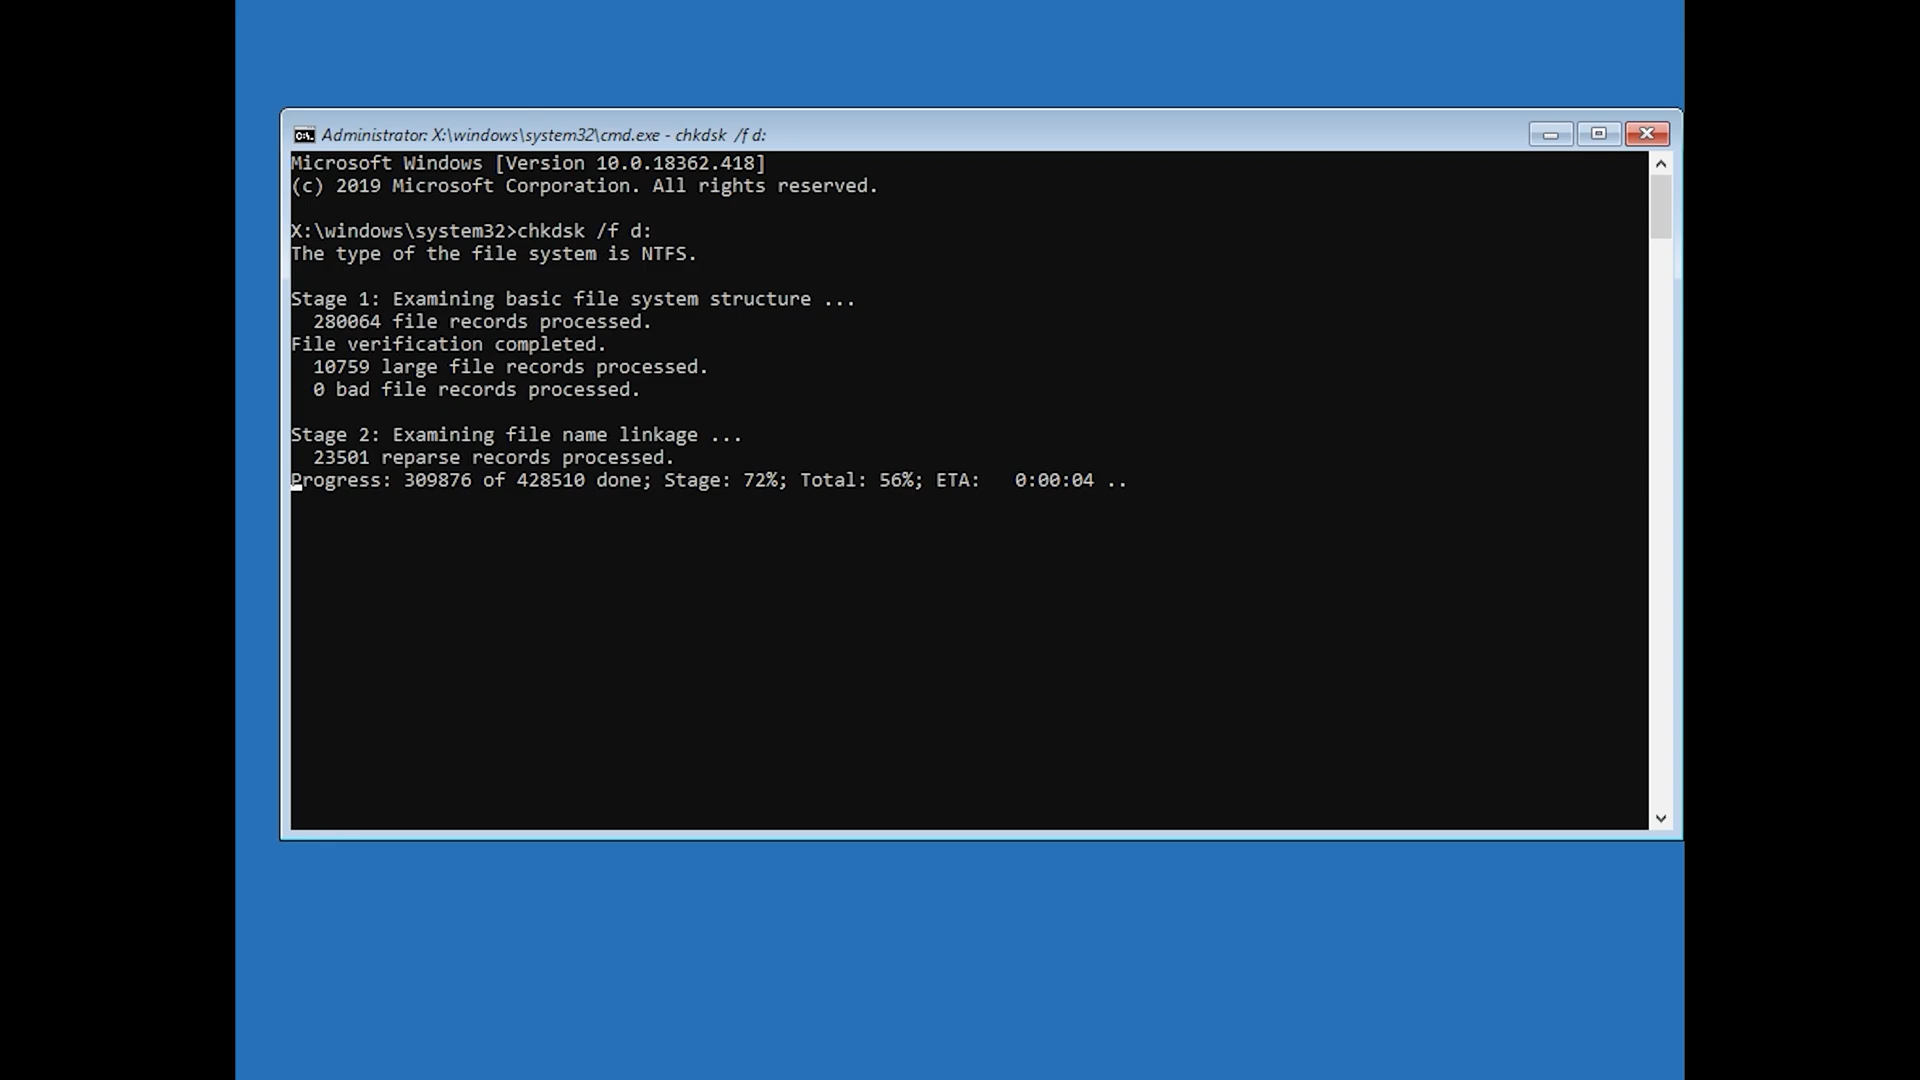 Administrator: X:\windows\system32\cmd.exe - chkdsk /f d:
Microsoft Windows [Version 10.0.18362.418]
(c) 2019 Microsoft Corporation. All rights reserved.
X:\windows\system32>chkdsk /f d:
The type of the file system is NTFS.
Stage 1: Examining basic file system structure ...
280064 file records processed.
File verification completed.
10759 large file records processed.
0 bad file records processed.
Stage 2: Examining file name linkage ...
23501 reparse records processed.
Progress: 309876 of 428510 done; Stage: 72%; Total: 56%; ETA:   0:00:04 ..